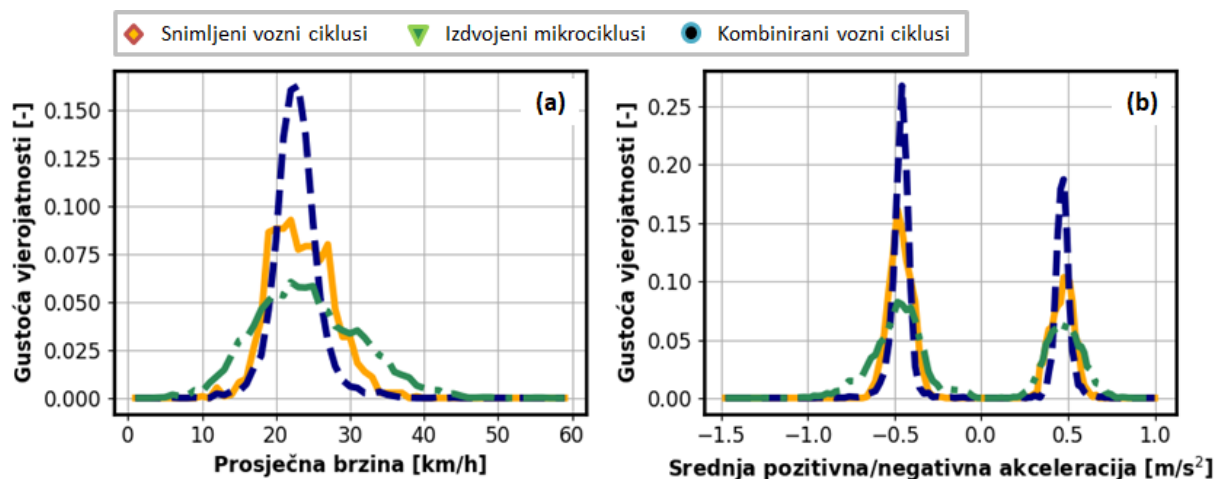 Snimljeni vozni ciklusi Izdvojeni mikrociklusi Kombinirani vozni ciklusi
(a)
Gustoća vjerojatnosti [-]
0.150
0.125
0.100
0.075
0.050
0.025
0.000
0 10 20 30 40 50 60
Prosječna brzina [km/h]
(b)
Gustoća vjerojatnosti [-]
0.25
0.20
0.15
0.10
0.05
0.00
−1.5 −1.0 −0.5 0.0 0.5 1.0
Srednja pozitivna/negativna akceleracija [m/s²]